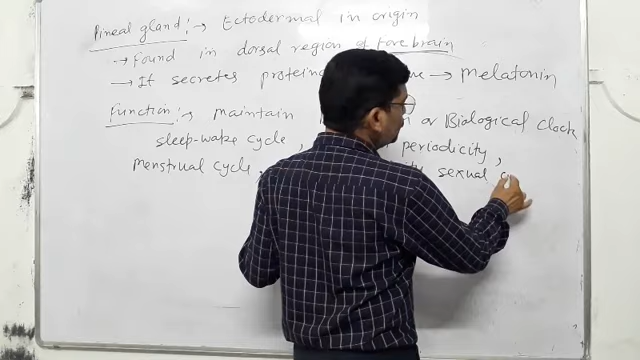 Pineal gland :→ Ectodermal in origin
→ Found in dorsal region of forebrain
→ It secretes protein → melatonin
Function :→ maintain or Biological clock
sleep-wake cycle, periodicity,
menstrual cycle, sexual